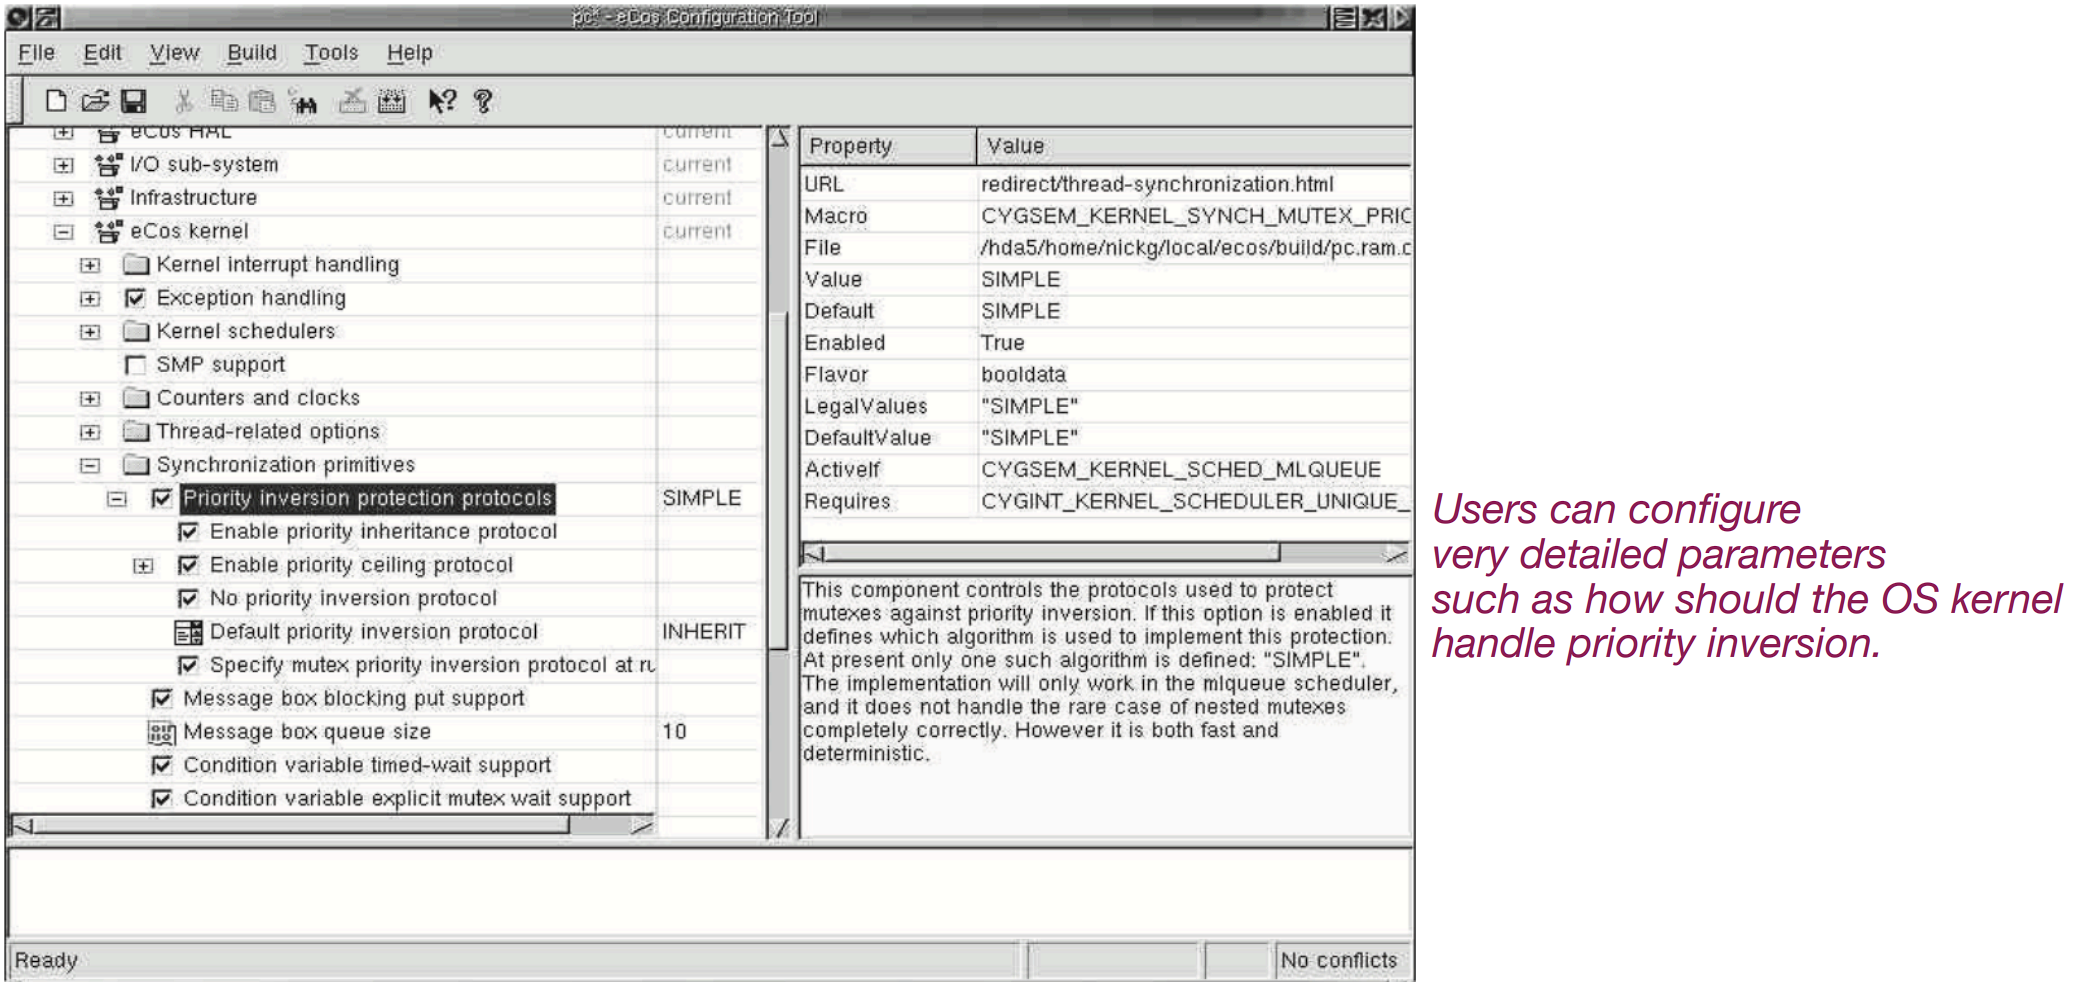 pc* - eCos Configuration Tool
File Edit View Build Tools Help
eCos HAL current
I/O sub-system current
Infrastructure current
eCos kernel current
Kernel interrupt handling
Exception handling
Kernel schedulers
SMP support
Counters and clocks
Thread-related options
Synchronization primitives
Priority inversion protection protocols SIMPLE
Enable priority inheritance protocol
Enable priority ceiling protocol
No priority inversion protocol
Default priority inversion protocol INHERIT
Specify mutex priority inversion protocol at ru
Message box blocking put support
Message box queue size 10
Condition variable timed-wait support
Condition variable explicit mutex wait support
Property Value
URL redirect/thread-synchronization.html
Macro CYGSEM_KERNEL_SYNCH_MUTEX_PRIC
File /hda5/home/nickg/local/ecos/build/pc.ram.c
Value SIMPLE
Default SIMPLE
Enabled True
Flavor booldata
LegalValues "SIMPLE"
DefaultValue "SIMPLE"
ActiveIf CYGSEM_KERNEL_SCHED_MLQUEUE
Requires CYGINT_KERNEL_SCHEDULER_UNIQUE_
This component controls the protocols used to protect
mutexes against priority inversion. If this option is enabled it
defines which algorithm is used to implement this protection.
At present only one such algorithm is defined: "SIMPLE".
The implementation will only work in the mlqueue scheduler,
and it does not handle the rare case of nested mutexes
completely correctly. However it is both fast and
deterministic.
Ready No conflicts
Users can configure
very detailed parameters
such as how should the OS kernel
handle priority inversion.